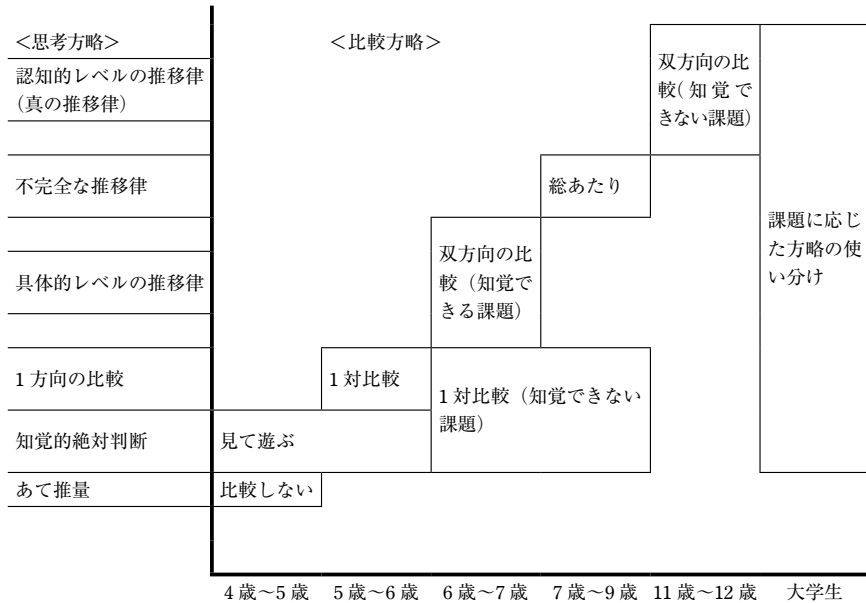 ＜思考方略＞
＜比較方略＞
認知的レベルの推移律
(真の推移律）
双方向の比
較(知覚で
きない課題)
不完全な推移律
総あたり
課題に応じ
た方略の使
い分け
具体的レベルの推移律
双方向の比
較（知覚で
きる課題）
1方向の比較
1対比較
1対比較（知覚できない
課題）
知覚的絶対判断
見て遊ぶ
あて推量
比較しない
4歳〜5歳 5歳〜6歳 6歳〜7歳 7歳〜9歳 11歳〜12歳 大学生